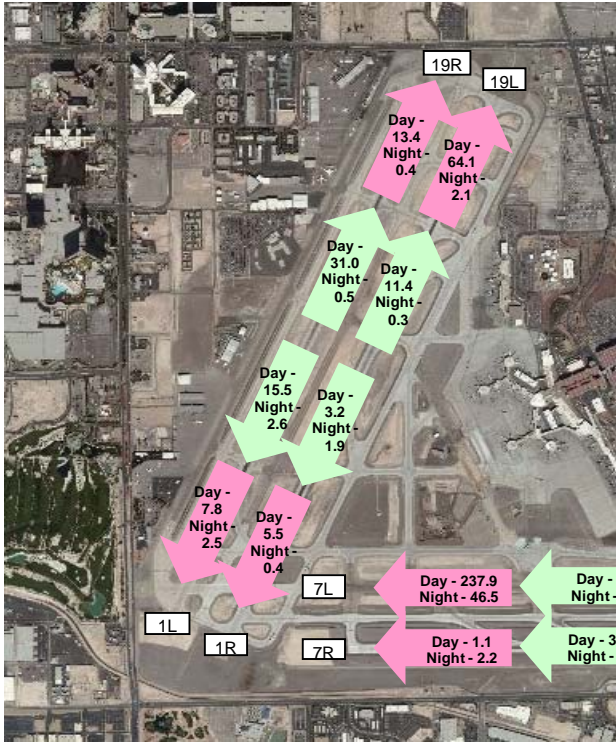 19R
19L
Day -
13.4
Night -
0.4
Day -
64.1
Night -
2.1
Day -
31.0
Night -
0.5
Day -
11.4
Night -
0.3
Day -
15.5
Night -
2.6
Day -
3.2
Night -
1.9
Day -
7.8
Night -
2.5
Day -
5.5
Night -
0.4
7L
Day - 237.9
Night - 46.5
Day -
Night -
1L
1R
7R
Day - 1.1
Night - 2.2
Day - 3
Night -